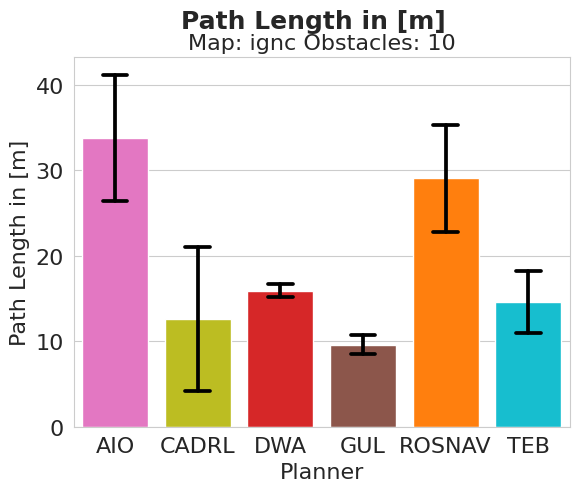 Path Length in [m]
Map: ignc Obstacles: 10
Path Length in [m]
40
30
20
10
0
AIO CADRL DWA GUL ROSNAV TEB
Planner